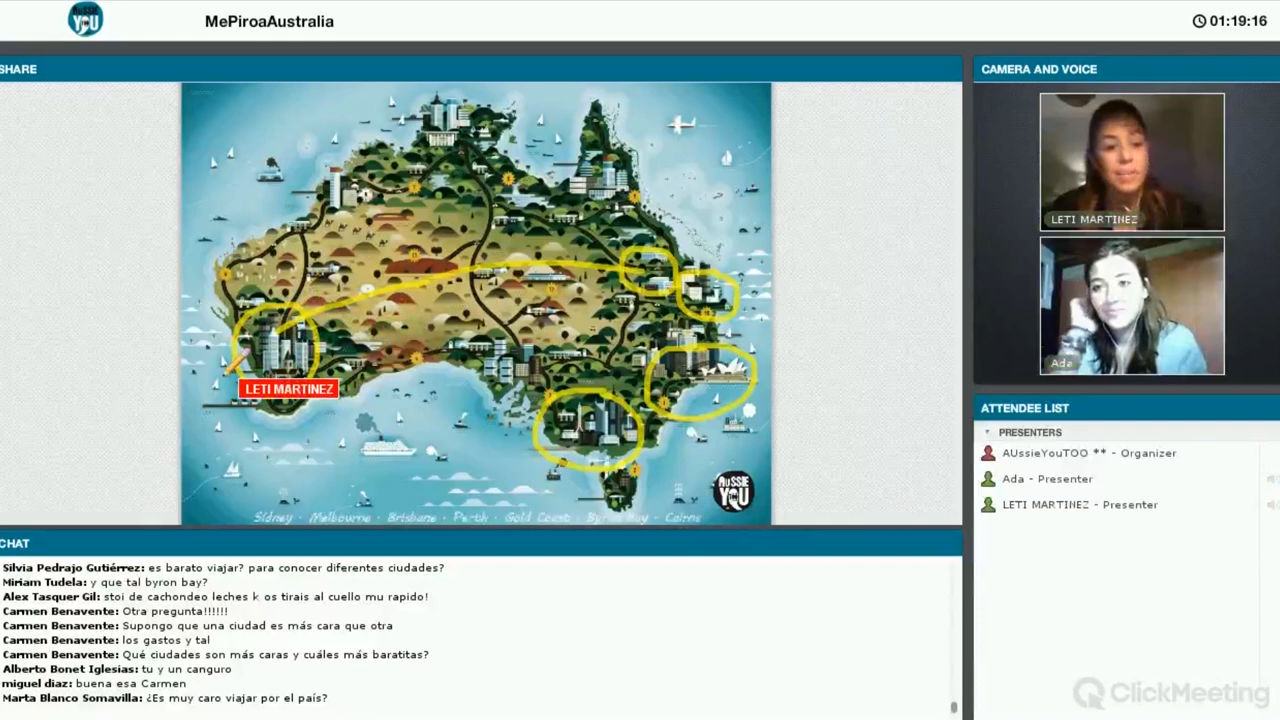 AUSSIE
YOU
MePiroaAustralia
01:19:16
SHARE
CAMERA AND VOICE
LETI MARTINEZ
LETI MARTINEZ
Ada
AUSSIE
YOU
Sidney · Melbourne · Brisbane · Perth · Gold Coast · Byron Bay · Cairns
ATTENDEE LIST
PRESENTERS
AUssieYouTOO ** - Organizer
Ada - Presenter
LETI MARTINEZ - Presenter
CHAT
Silvia Pedrajo Gutiérrez: es barato viajar? para conocer diferentes ciudades?
Miriam Tudela: y que tal byron bay?
Alex Tasquer Gil: stoi de cachondeo leches k os tirais al cuello mu rapido!
Carmen Benavente: Otra pregunta!!!!!!
Carmen Benavente: Supongo que una ciudad es más cara que otra
Carmen Benavente: los gastos y tal
Carmen Benavente: Qué ciudades son más caras y cuáles más baratitas?
Alberto Bonet Iglesias: tu y un canguro
miguel diaz: buena esa Carmen
Marta Blanco Somavilla: ¿Es muy caro viajar por el país?
ClickMeeting